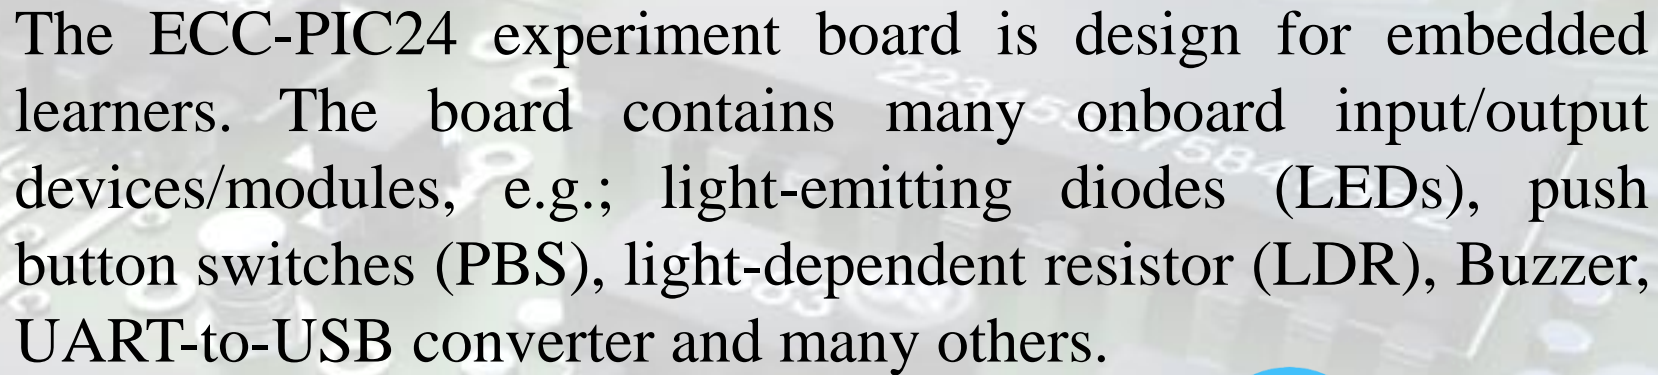 The ECC-PIC24 experiment board is design for embedded
learners. The board contains many onboard input/output
devices/modules, e.g.; light-emitting diodes (LEDs), push
button switches (PBS), light-dependent resistor (LDR), Buzzer,
UART-to-USB converter and many others.